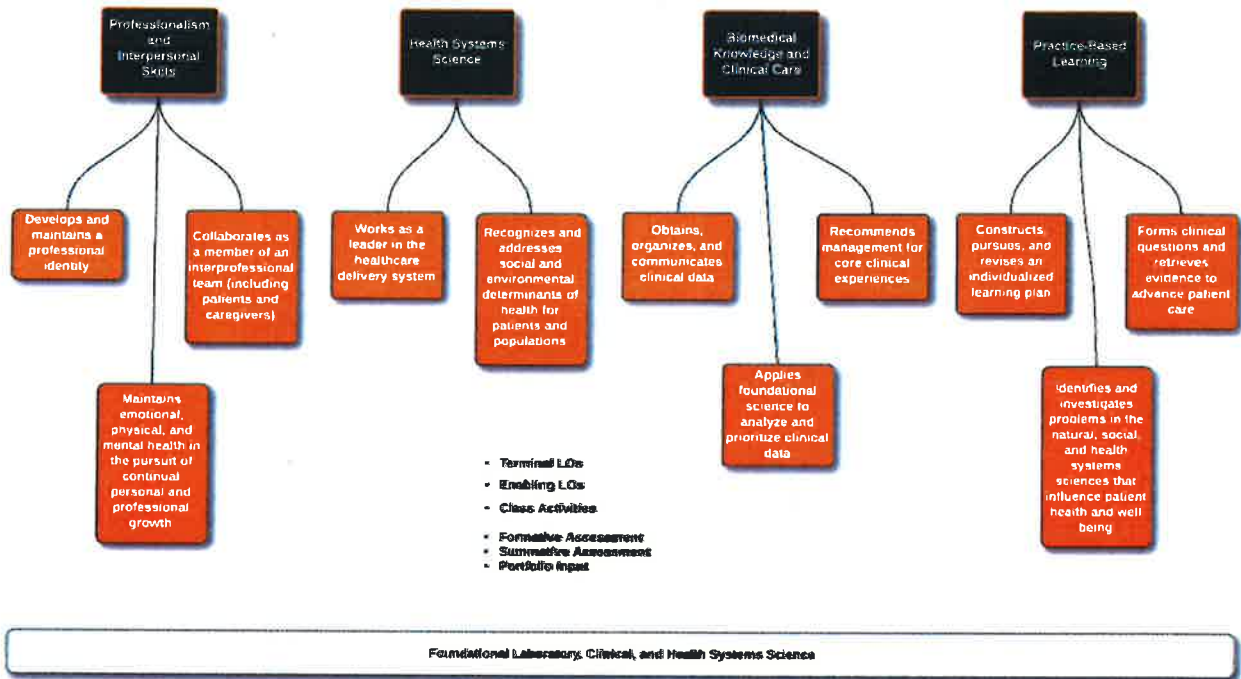 Professionalism
and
Interpersonal
Skills
Health Systems
Science
Biomedical
Knowledge and
Clinical Care
Practice-Based
Learning
Develops and
maintains a
professional
identity
Collaborates as
a member of an
interprofessional
team (including
patients and
caregivers)
Maintains
emotional,
physical, and
mental health in
the pursuit of
continual
personal and
professional
growth
Works as a
leader in the
healthcare
delivery system
Recognizes and
addresses
social and
environmental
determinants of
health for
patients and
populations
Obtains,
organizes, and
communicates
clinical data
Recommends
management for
core clinical
experiences
Applies
foundational
science to
analyze and
prioritize clinical
data
Constructs,
pursues, and
revises an
individualized
learning plan
Forms clinical
questions and
retrieves
evidence to
advance patient
care
Identifies and
investigates
problems in the
natural, social,
and health
systems
sciences that
influence patient
health and well
being
• Terminal LOs
• Enabling LOs
• Class Activities
• Formative Assessment
• Summative Assessment
• Portfolio Input
Foundational Laboratory, Clinical, and Health Systems Science